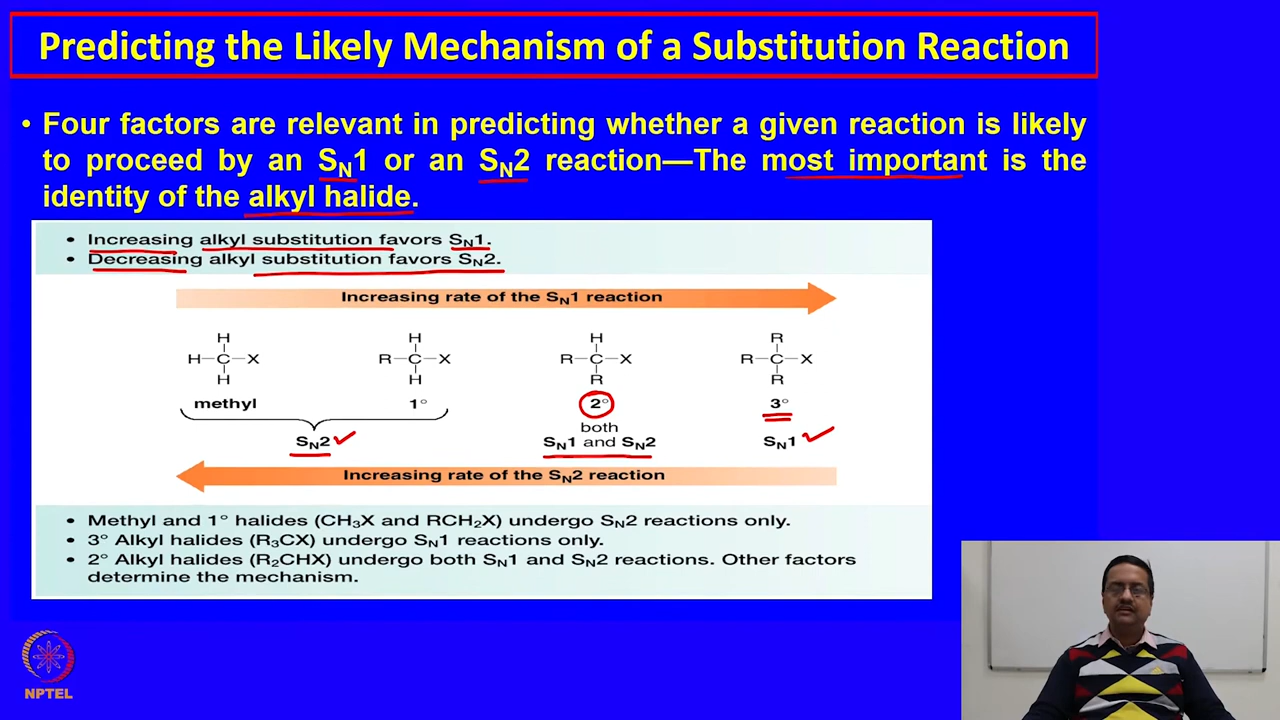 Predicting the Likely Mechanism of a Substitution Reaction
• Four factors are relevant in predicting whether a given reaction is likely
to proceed by an SN1 or an SN2 reaction—The most important is the
identity of the alkyl halide.
• Increasing alkyl substitution favors SN1.
• Decreasing alkyl substitution favors SN2.
Increasing rate of the SN1 reaction
H H H R
H–C–X R–C–X R–C–X R–C–X
H H R R
methyl 1° 2° 3°
both
SN2 SN1 and SN2 SN1
Increasing rate of the SN2 reaction
• Methyl and 1° halides (CH3X and RCH2X) undergo SN2 reactions only.
• 3° Alkyl halides (R3CX) undergo SN1 reactions only.
• 2° Alkyl halides (R2CHX) undergo both SN1 and SN2 reactions. Other factors
determine the mechanism.
NPTEL